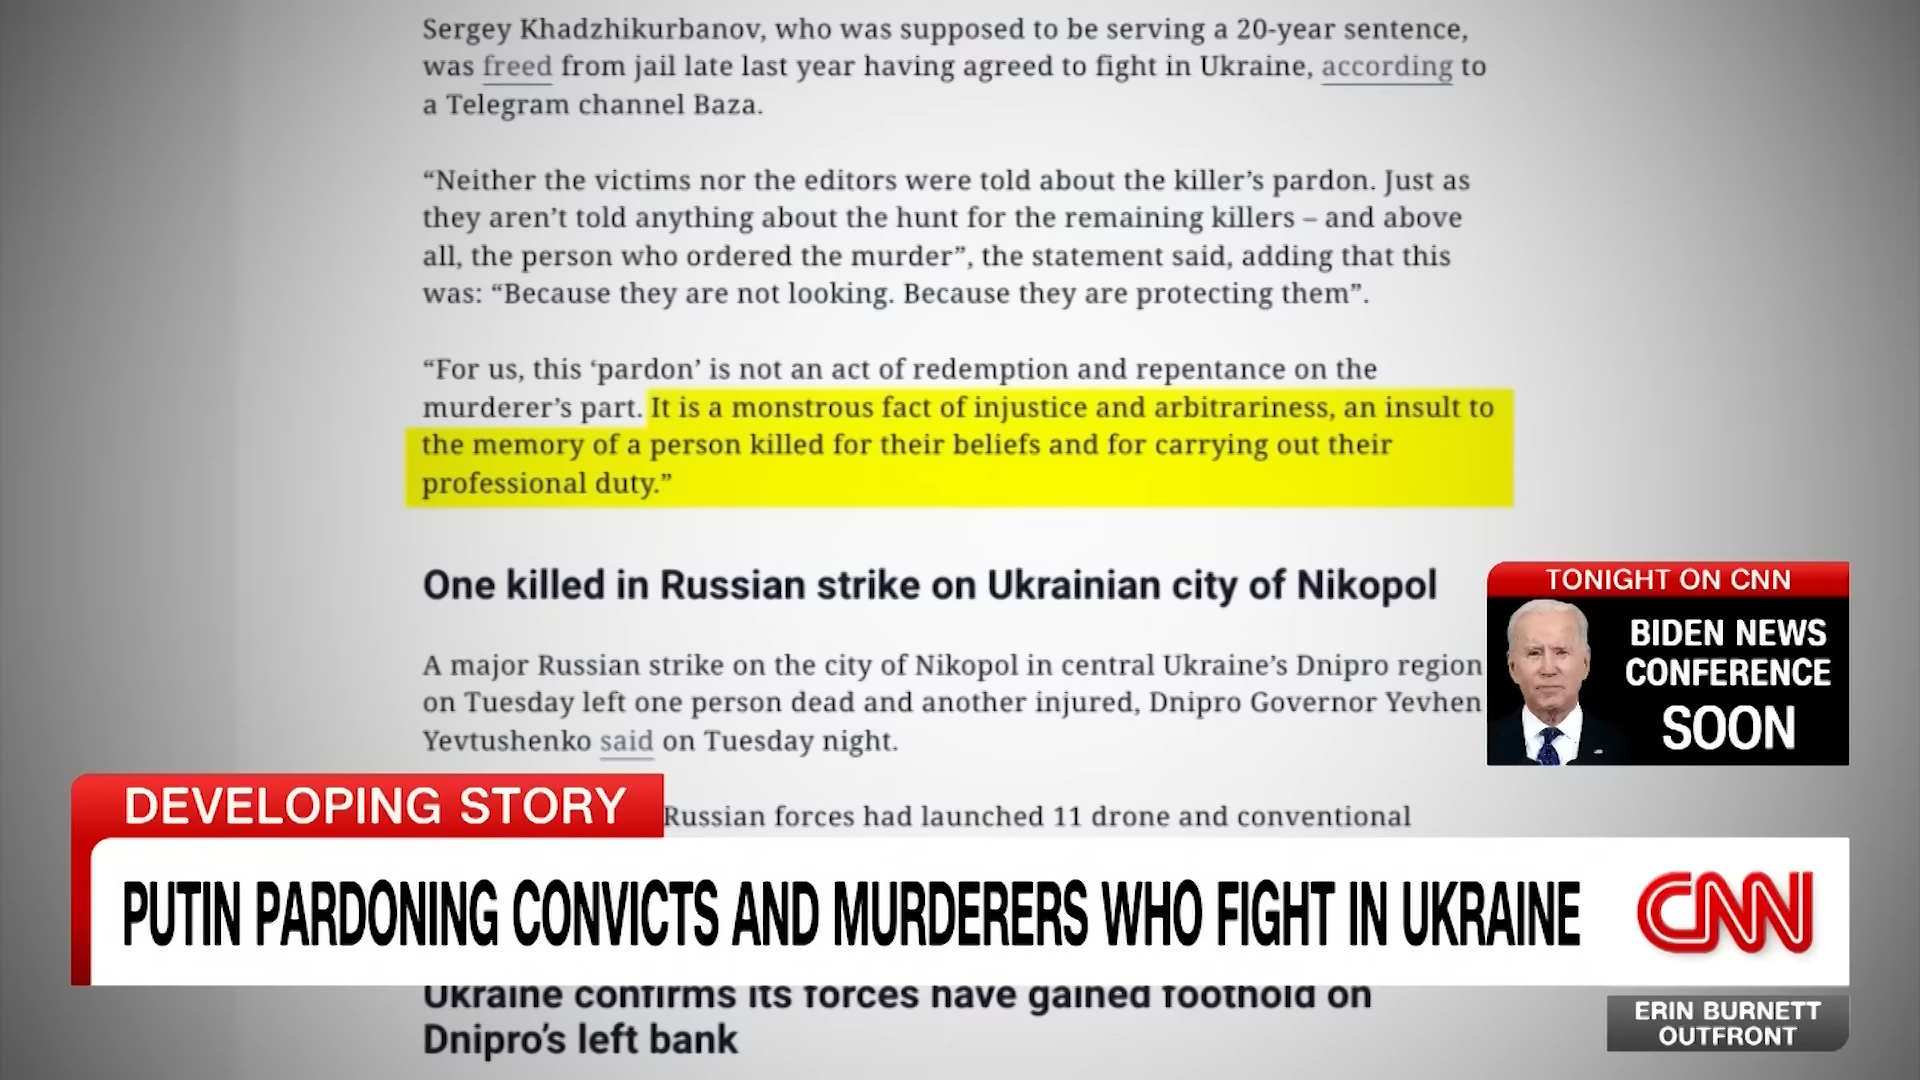 Sergey Khadzhikurbanov, who was supposed to be serving a 20-year sentence,
was freed from jail late last year having agreed to fight in Ukraine, according to
a Telegram channel Baza.
“Neither the victims nor the editors were told about the killer’s pardon. Just as
they aren’t told anything about the hunt for the remaining killers – and above
all, the person who ordered the murder”, the statement said, adding that this
was: “Because they are not looking. Because they are protecting them”.
“For us, this ‘pardon’ is not an act of redemption and repentance on the
murderer’s part. It is a monstrous fact of injustice and arbitrariness, an insult to
the memory of a person killed for their beliefs and for carrying out their
professional duty.”
One killed in Russian strike on Ukrainian city of Nikopol
A major Russian strike on the city of Nikopol in central Ukraine’s Dnipro region
on Tuesday left one person dead and another injured, Dnipro Governor Yevhen
Yevtushenko said on Tuesday night.
Russian forces had launched 11 drone and conventional
TONIGHT ON CNN
BIDEN NEWS
CONFERENCE
SOON
DEVELOPING STORY
PUTIN PARDONING CONVICTS AND MURDERERS WHO FIGHT IN UKRAINE
CNN
Ukraine confirms its forces have gained foothold on
Dnipro’s left bank
ERIN BURNETT
OUTFRONT